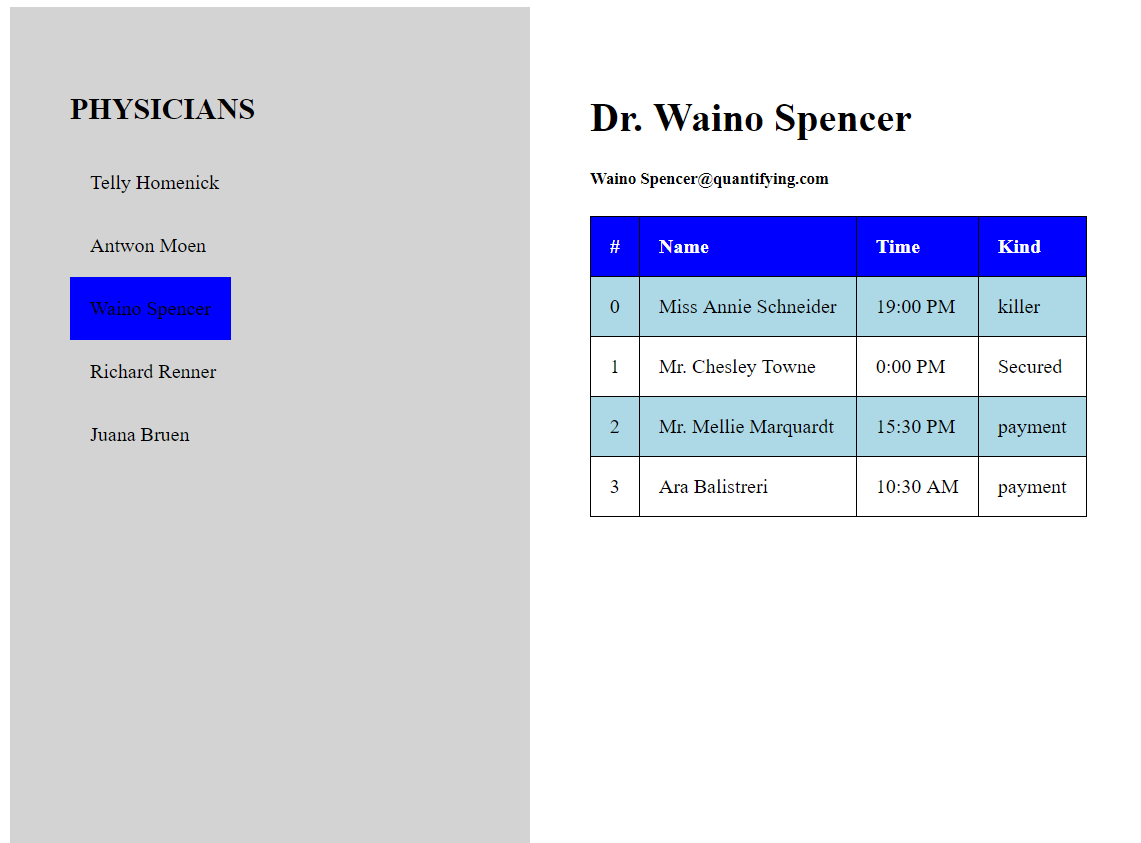 PHYSICIANS
Telly Homenick
Antwon Moen
Waino Spencer
Richard Renner
Juana Bruen
Dr. Waino Spencer
Waino Spencer@quantifying.com
# Name Time Kind
0 Miss Annie Schneider 19:00 PM killer
1 Mr. Chesley Towne 0:00 PM Secured
2 Mr. Mellie Marquardt 15:30 PM payment
3 Ara Balistreri 10:30 AM payment